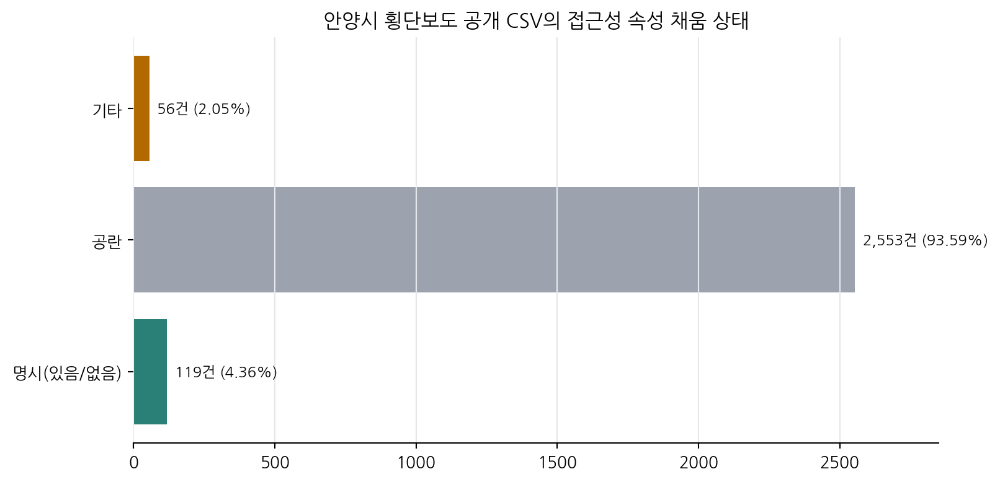 안양시 횡단보도 공개 CSV의 접근성 속성 채움 상태
기타
56건 (2.05%)
공란
2,553건 (93.59%)
명시(있음/없음)
119건 (4.36%)
0 500 1000 1500 2000 2500